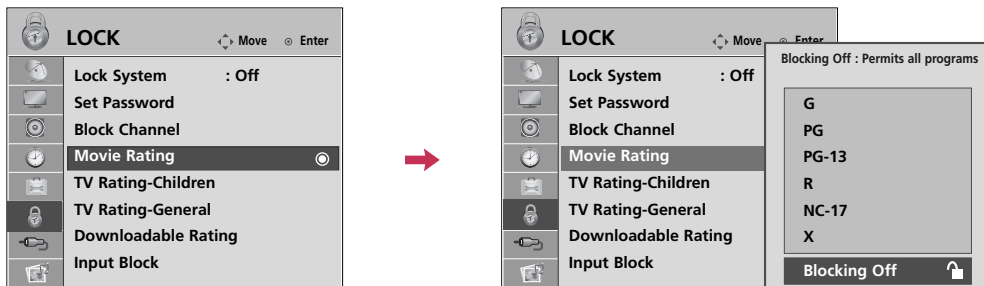 LOCK
Move Enter
Lock System : Off
Set Password
Block Channel
Movie Rating
TV Rating-Children
TV Rating-General
Downloadable Rating
Input Block
LOCK
Move Enter
Lock System : Off
Set Password
Block Channel
Movie Rating
TV Rating-Children
TV Rating-General
Downloadable Rating
Input Block
Blocking Off : Permits all programs
G
PG
PG-13
R
NC-17
X
Blocking Off